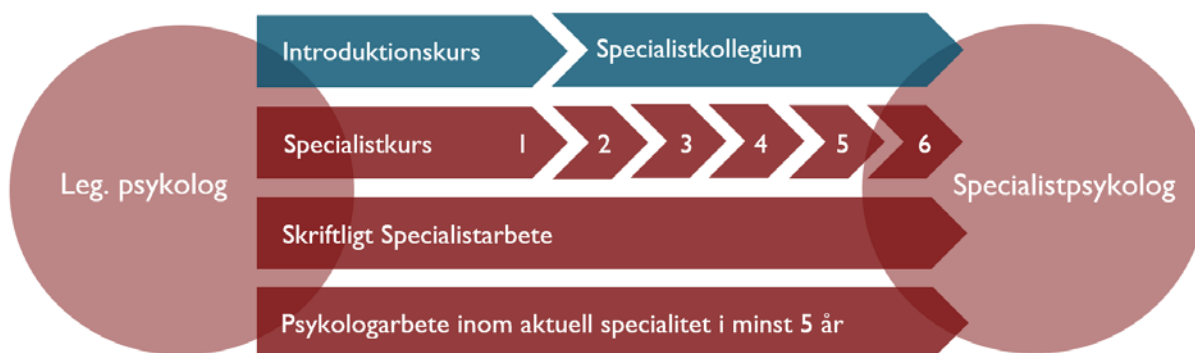 Leg. psykolog
Introduktionskurs
Specialistkollegium
Specialistkurs 1 2 3 4 5 6
Skriftligt Specialistarbete
Psykologarbete inom aktuell specialitet i minst 5 år
Specialistpsykolog